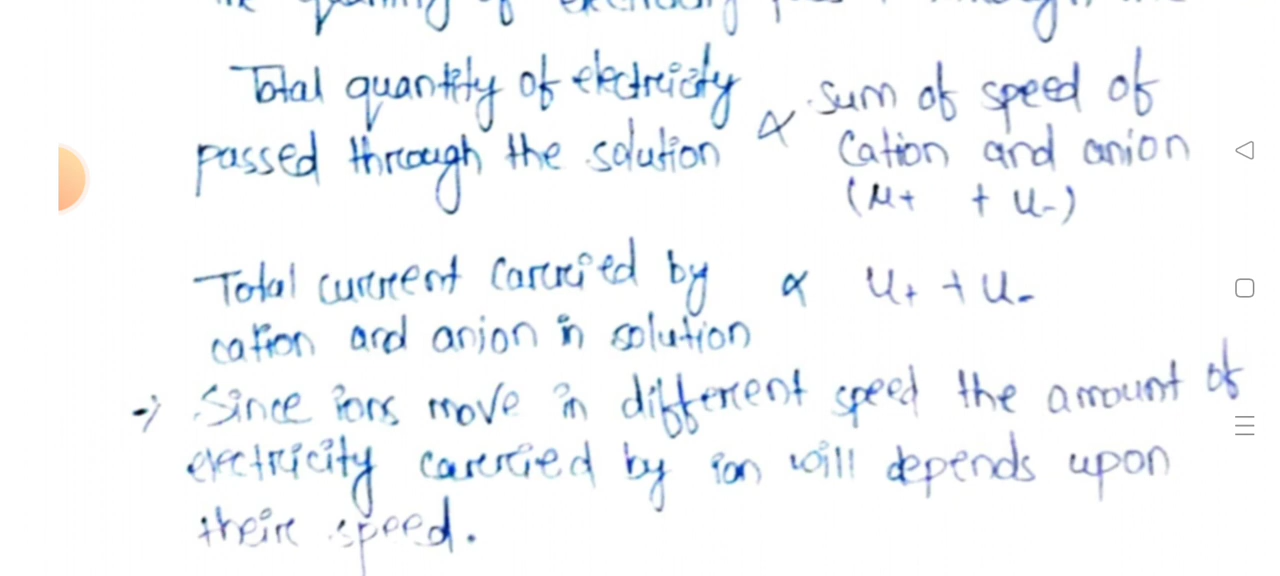 Total quantity of electricity
passed through the solution ∝ sum of speed of
cation and anion
(μ+ + u-)
Total current carried by ∝ u+ + u-
cation and anion in solution
→ Since ions move in different speed the amount of
electricity carried by ion will depends upon
their speed.